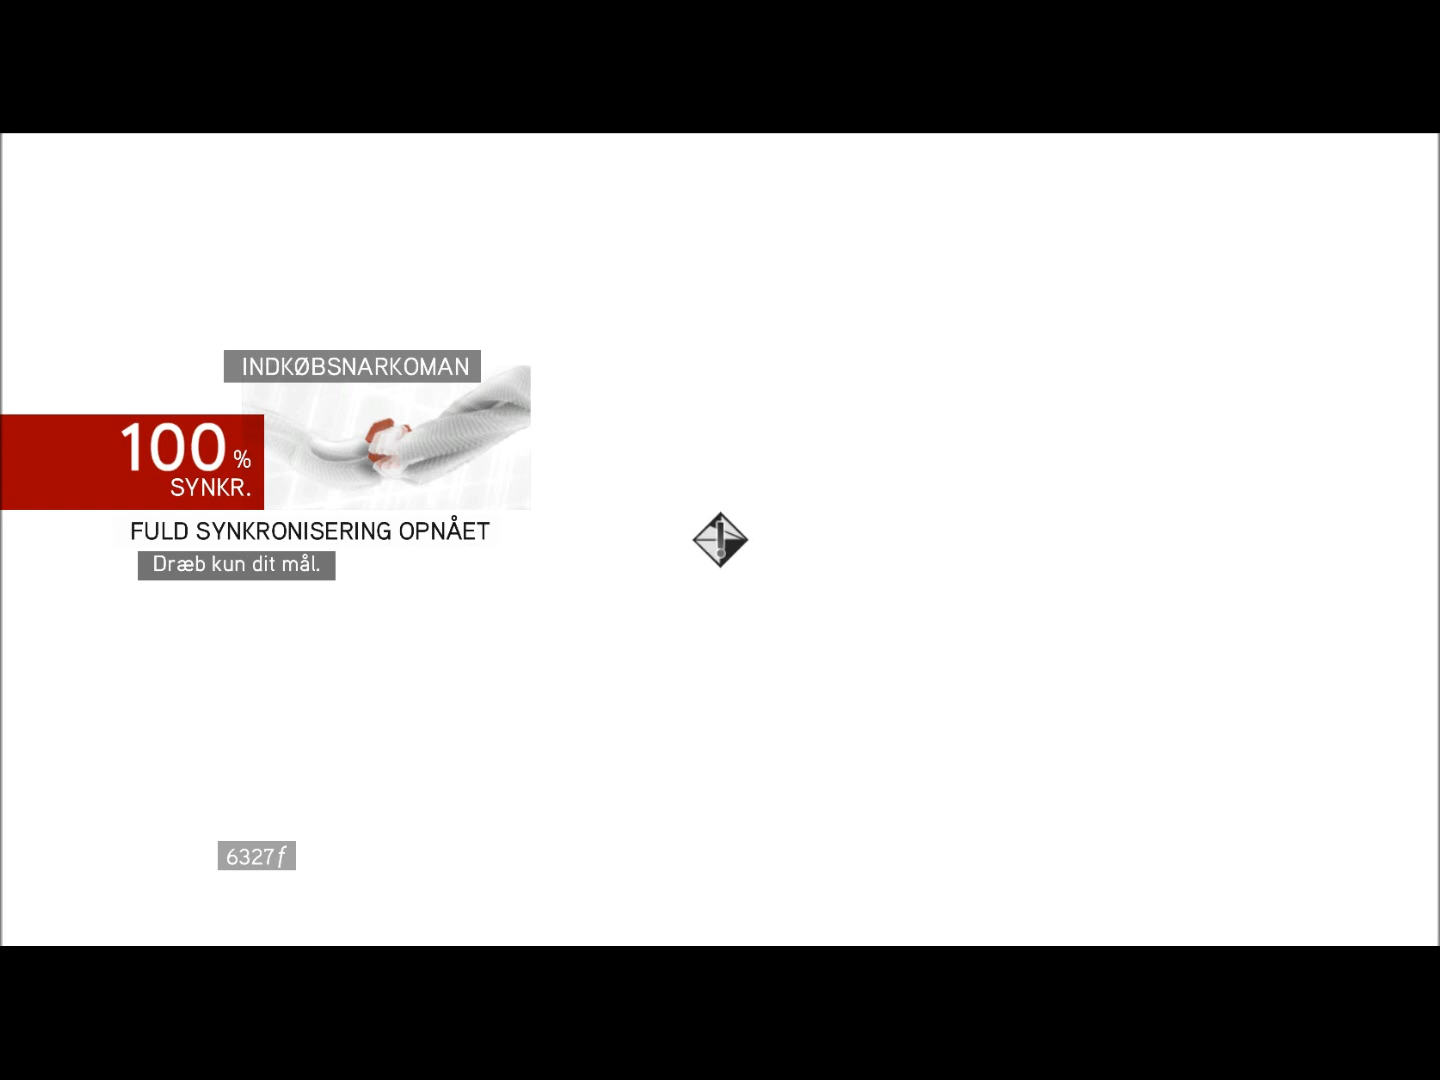 INDKØBSNARKOMAN
100 %
SYNKR.
FULD SYNKRONISERING OPNÅET
Dræb kun dit mål.
6327ƒ